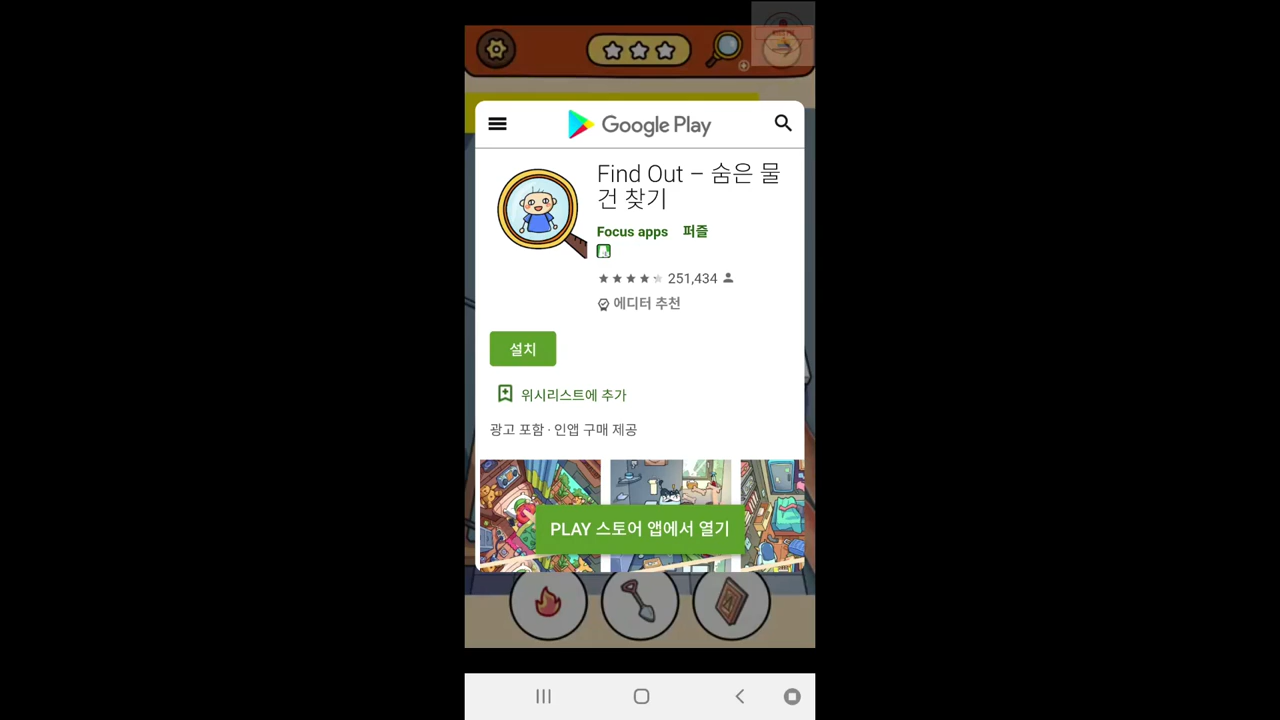 Google Play
Find Out – 숨은 물
건 찾기
Focus apps 퍼즐
251,434
에디터 추천
설치
위시리스트에 추가
광고 포함 · 인앱 구매 제공
PLAY 스토어 앱에서 열기